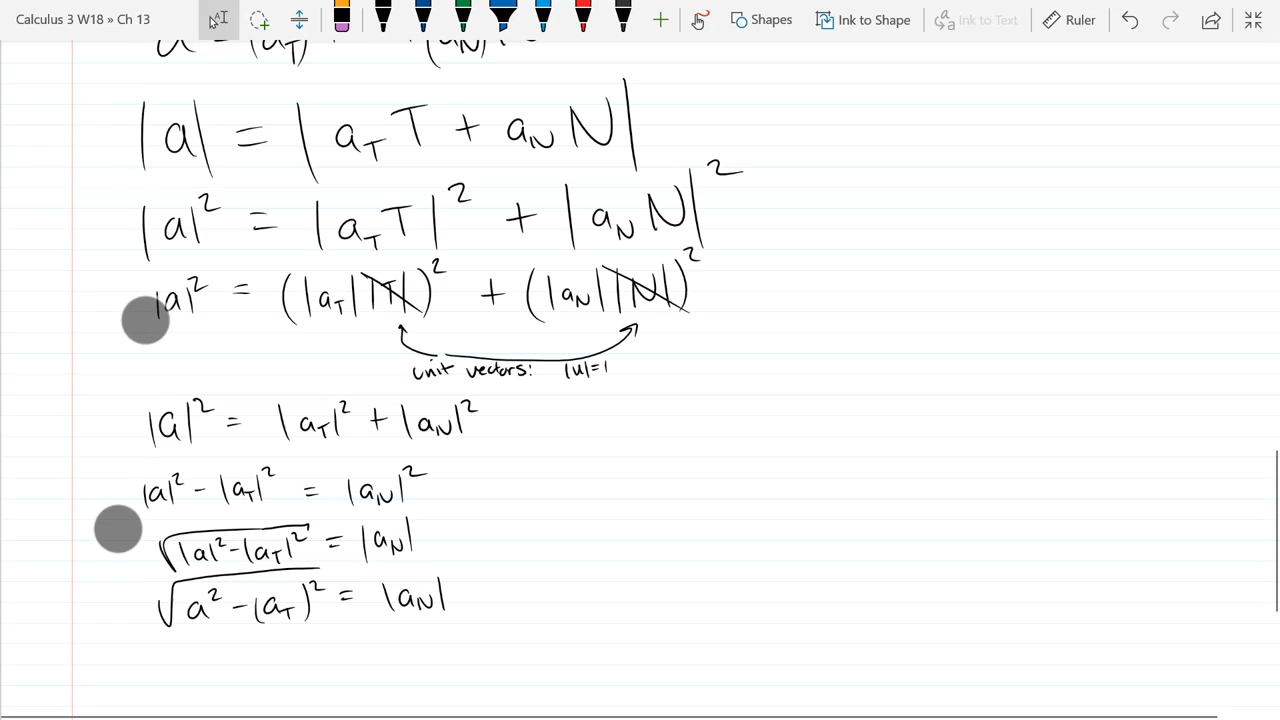 Calculus 3 W18 » Ch 13
Shapes
Ink to Shape
Ink to Text
Ruler
|a| = | a_T T + a_N N|
|a|² = |a_T T|² + |a_N N|²
|a|² = (|a_T||T|)² + (|a_N||N|)²
unit vectors: |u|=1
|a|² = |a_T|² + |a_N|²
|a|² - |a_T|² = |a_N|²
√(|a|² - |a_T|²) = |a_N|
√(a² - (a_T)²) = |a_N|